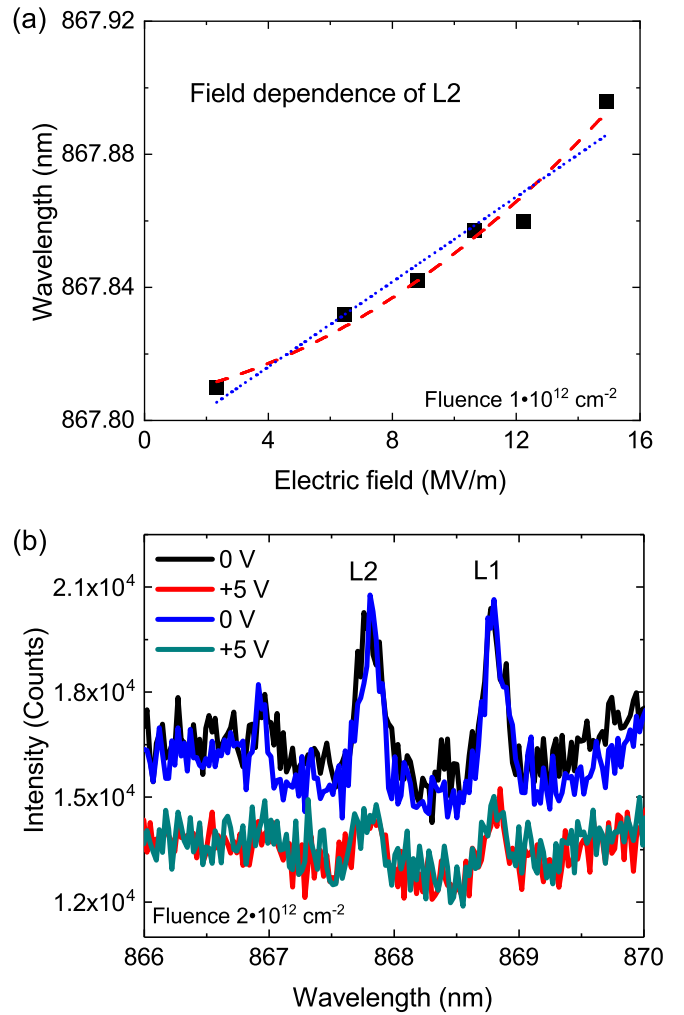 (a)
867.92
867.88
867.84
867.80
Wavelength (nm)
Field dependence of L2
Fluence 1•10¹² cm⁻²
0 4 8 12 16
Electric field (MV/m)
(b)
0 V
+5 V
0 V
+5 V
L2 L1
2.1x10⁴
1.8x10⁴
1.5x10⁴
1.2x10⁴
Intensity (Counts)
Fluence 2•10¹² cm⁻²
866 867 868 869 870
Wavelength (nm)